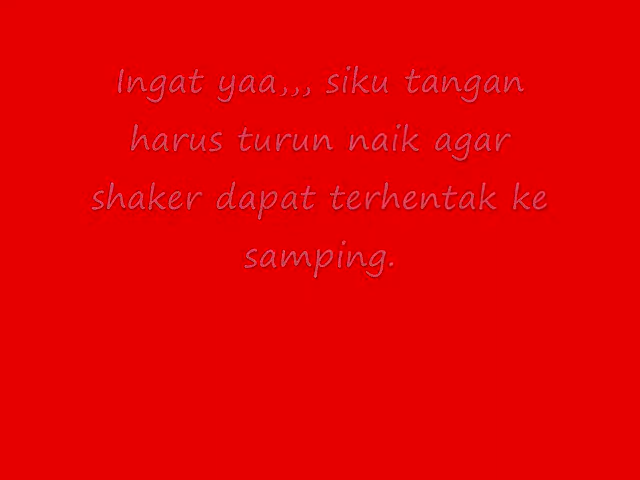 Ingat yaa,,, siku tangan
harus turun naik agar
shaker dapat terhentak ke
samping.